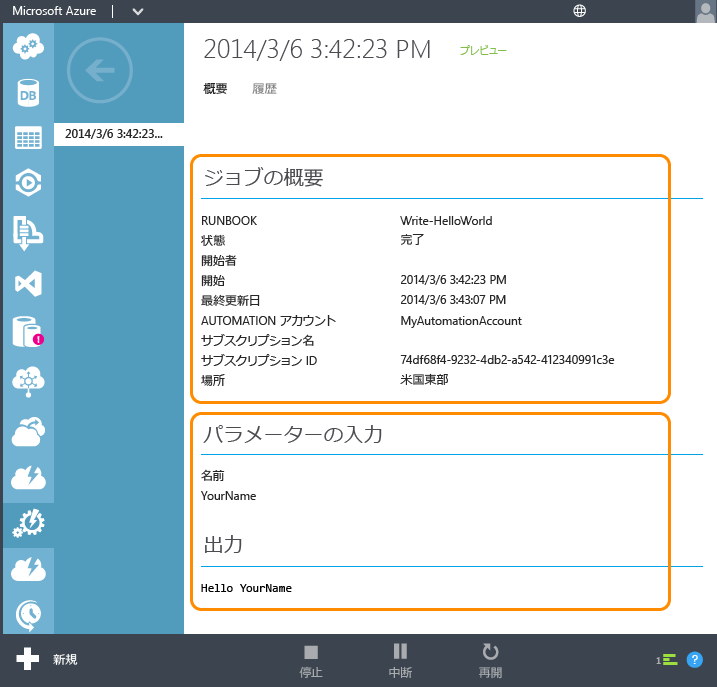 Microsoft Azure
2014/3/6 3:42:23 PM プレビュー
概要 履歴
DB
2014/3/6 3:42:23...
ジョブの概要
RUNBOOK Write-HelloWorld
状態 完了
開始者
開始 2014/3/6 3:42:23 PM
最終更新日 2014/3/6 3:43:07 PM
AUTOMATION アカウント MyAutomationAccount
サブスクリプション名
サブスクリプション ID 74df68f4-9232-4db2-a542-412340991c3e
場所 米国東部
パラメーターの入力
名前
YourName
出力
Hello YourName
新規 停止 中断 再開 1 ?